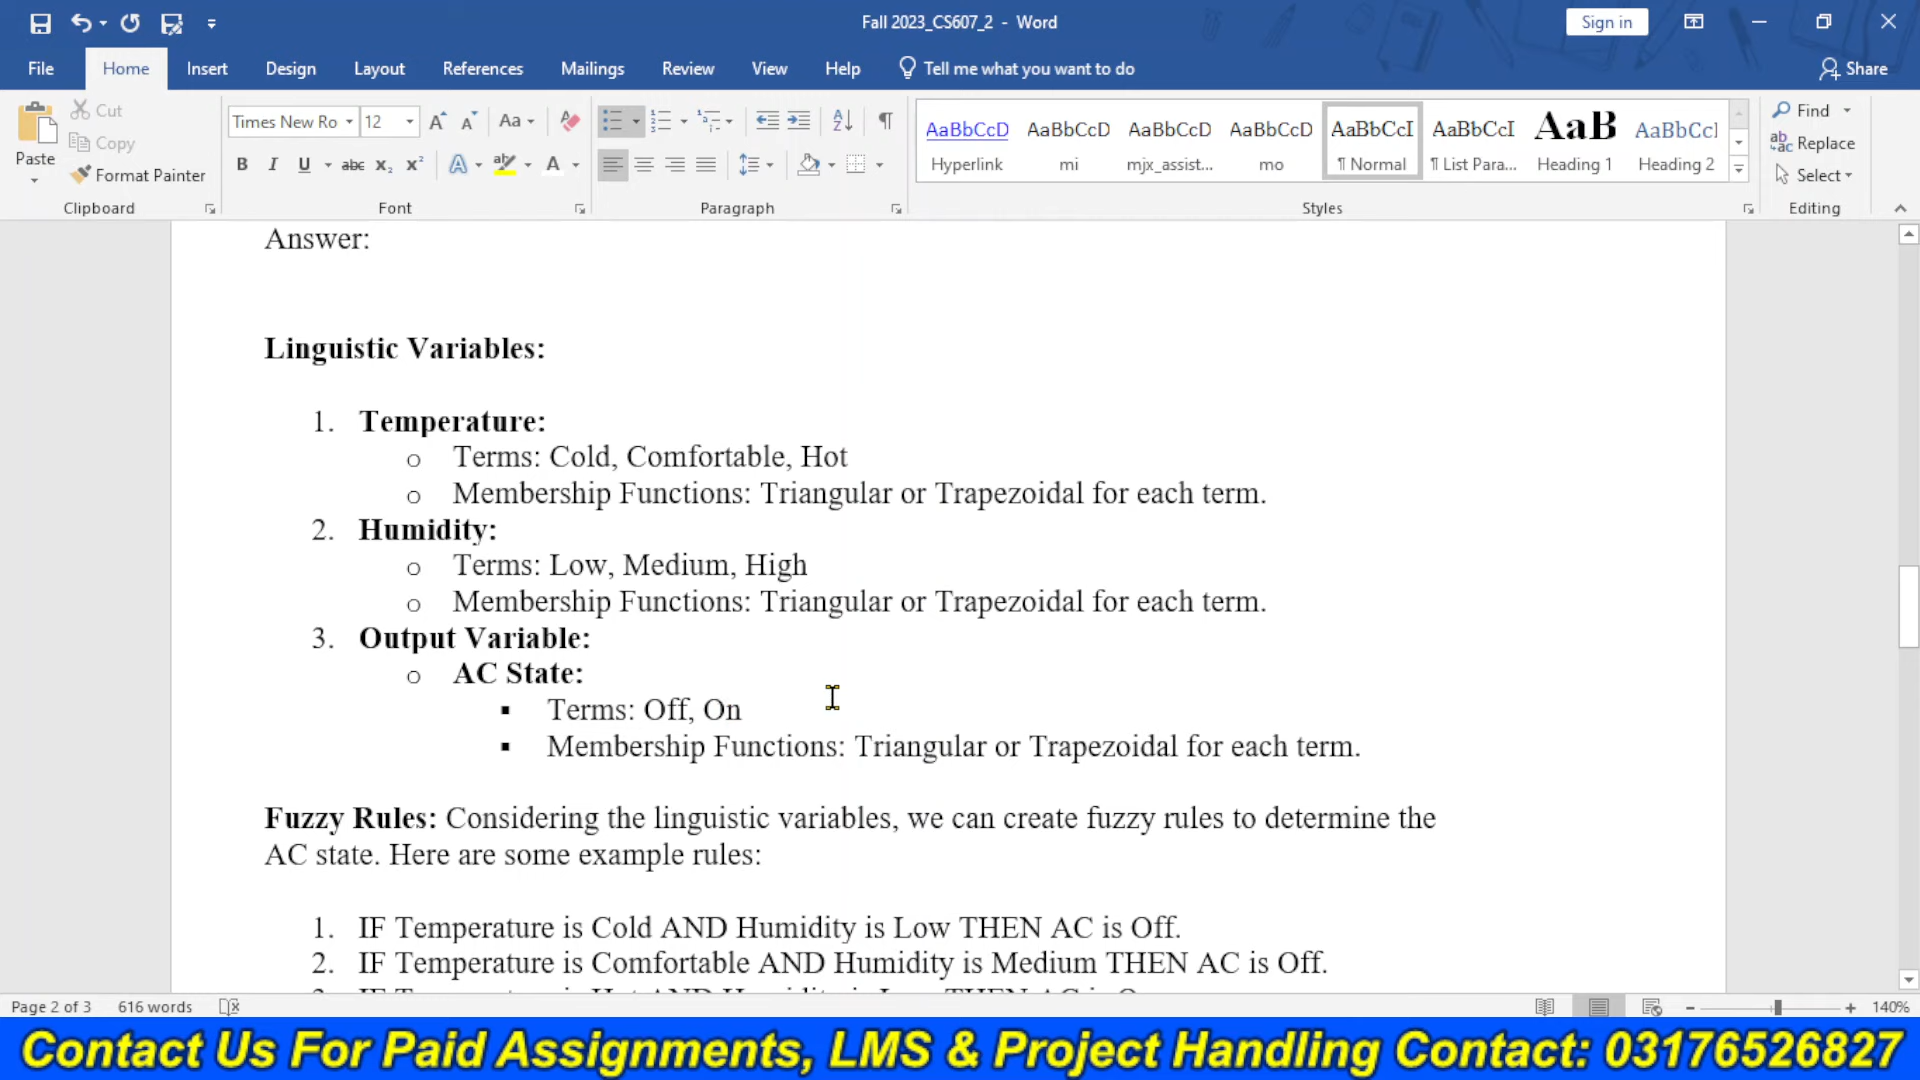 Fall 2023_CS607_2 - Word
Sign in
File Home Insert Design Layout References Mailings Review View Help Tell me what you want to do Share
Paste
Cut
Copy
Format Painter
Clipboard
Times New Ro 12
Font
Paragraph
AaBbCcD AaBbCcD AaBbCcD AaBbCcD AaBbCcI AaBbCcI AaB AaBbCcl
Hyperlink mi mjx_assist... mo ¶ Normal ¶ List Para... Heading 1 Heading 2
Styles
Find
Replace
Select
Editing
Answer:
Linguistic Variables:
1. Temperature:
o Terms: Cold, Comfortable, Hot
o Membership Functions: Triangular or Trapezoidal for each term.
2. Humidity:
o Terms: Low, Medium, High
o Membership Functions: Triangular or Trapezoidal for each term.
3. Output Variable:
o AC State:
▪ Terms: Off, On
▪ Membership Functions: Triangular or Trapezoidal for each term.
Fuzzy Rules: Considering the linguistic variables, we can create fuzzy rules to determine the
AC state. Here are some example rules:
1. IF Temperature is Cold AND Humidity is Low THEN AC is Off.
2. IF Temperature is Comfortable AND Humidity is Medium THEN AC is Off.
Page 2 of 3 616 words 140%
Contact Us For Paid Assignments, LMS & Project Handling Contact: 03176526827